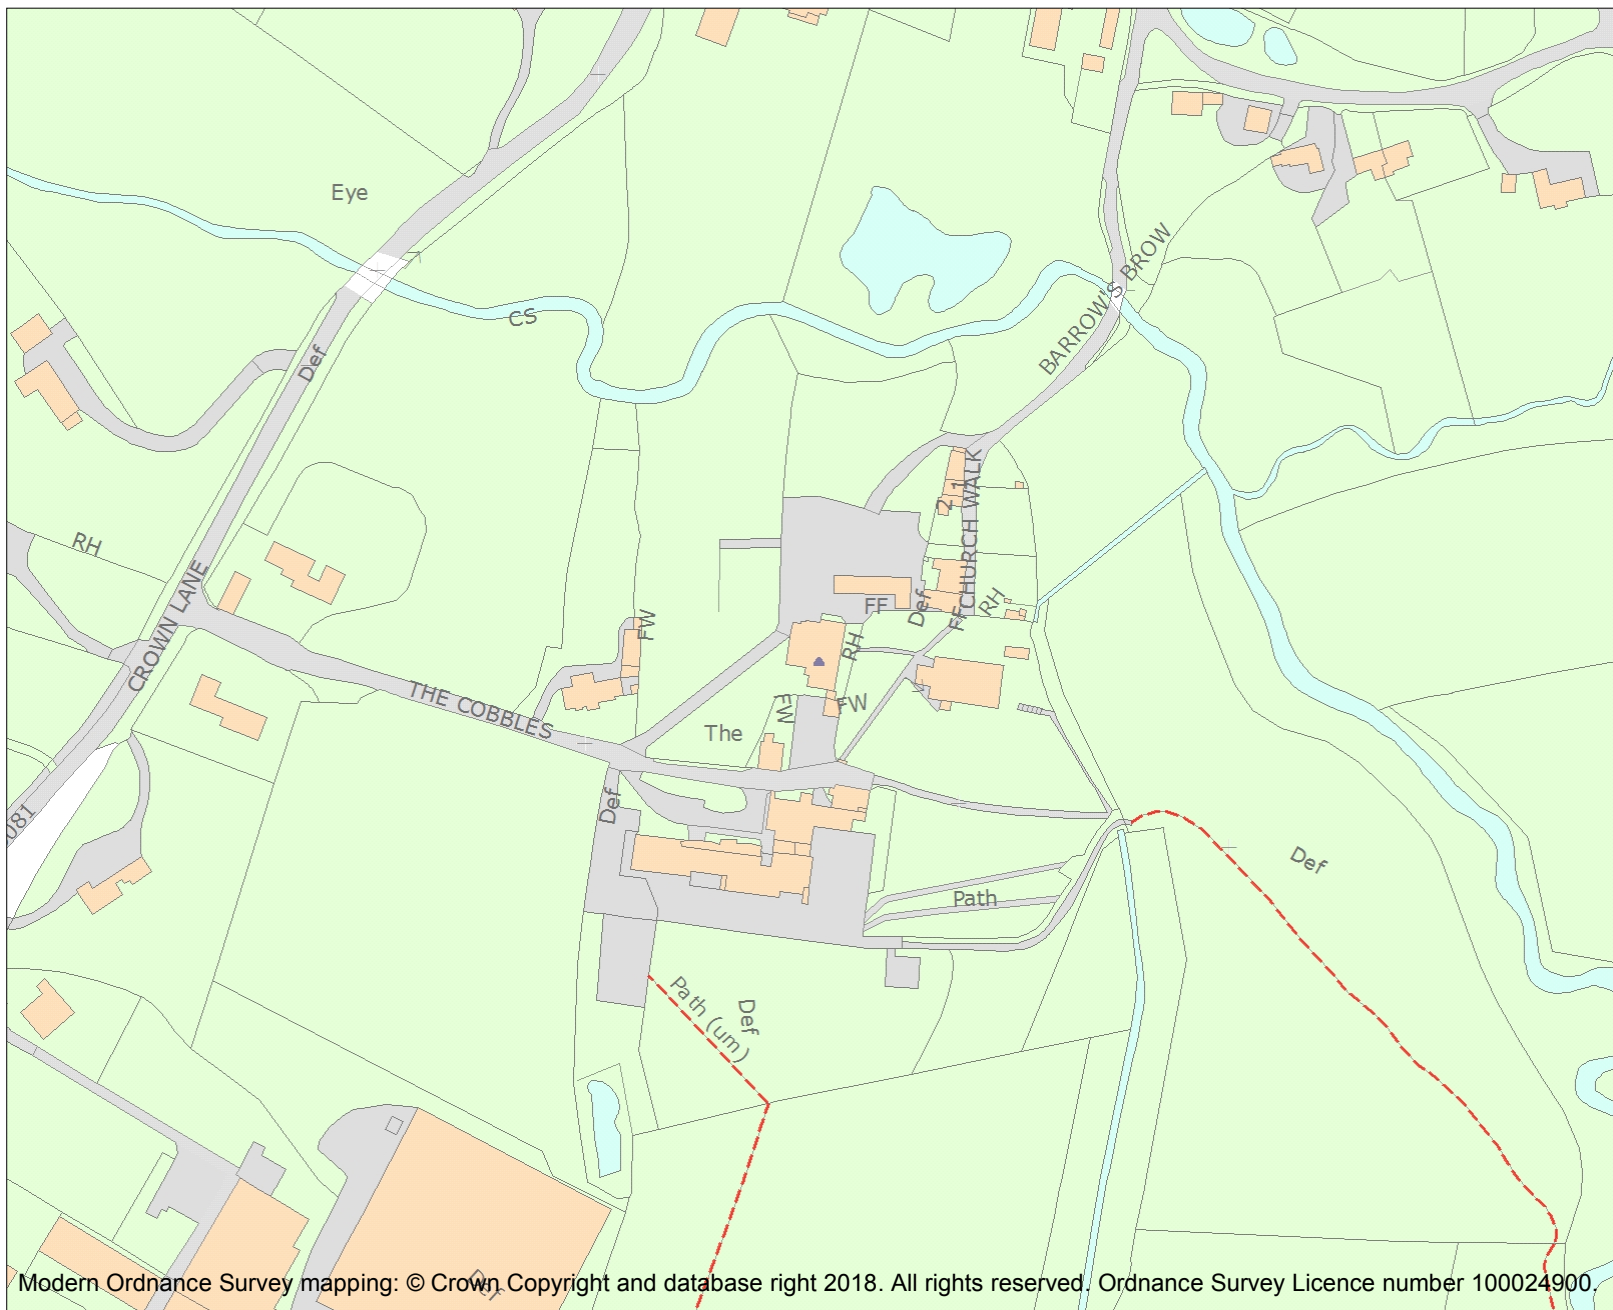 Eye
BARROW'S BROW
CS
Def
2
1
CHURCH WALK
RH
CROWN LANE
FF
Def
FF
RH
FW
RH
THE COBBLES
FW
FW
The
Def
081
Def
Path
Path (um)
Def
Def
Modern Ordnance Survey mapping: © Crown Copyright and database right 2018. All rights reserved. Ordnance Survey Licence number 100024900.